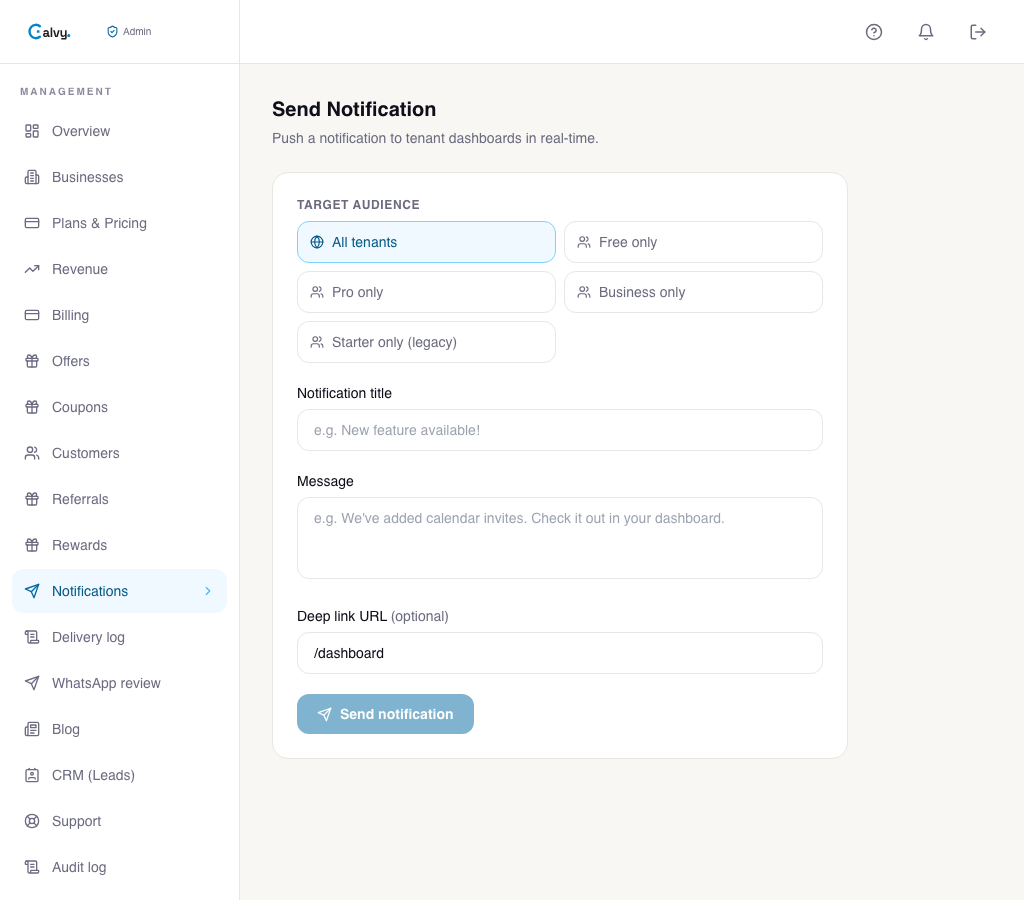 Calvy.
Admin
MANAGEMENT
Overview
Businesses
Plans & Pricing
Revenue
Billing
Offers
Coupons
Customers
Referrals
Rewards
Notifications
Delivery log
WhatsApp review
Blog
CRM (Leads)
Support
Audit log
Send Notification
Push a notification to tenant dashboards in real-time.
TARGET AUDIENCE
All tenants
Free only
Pro only
Business only
Starter only (legacy)
Notification title
e.g. New feature available!
Message
e.g. We've added calendar invites. Check it out in your dashboard.
Deep link URL (optional)
/dashboard
Send notification